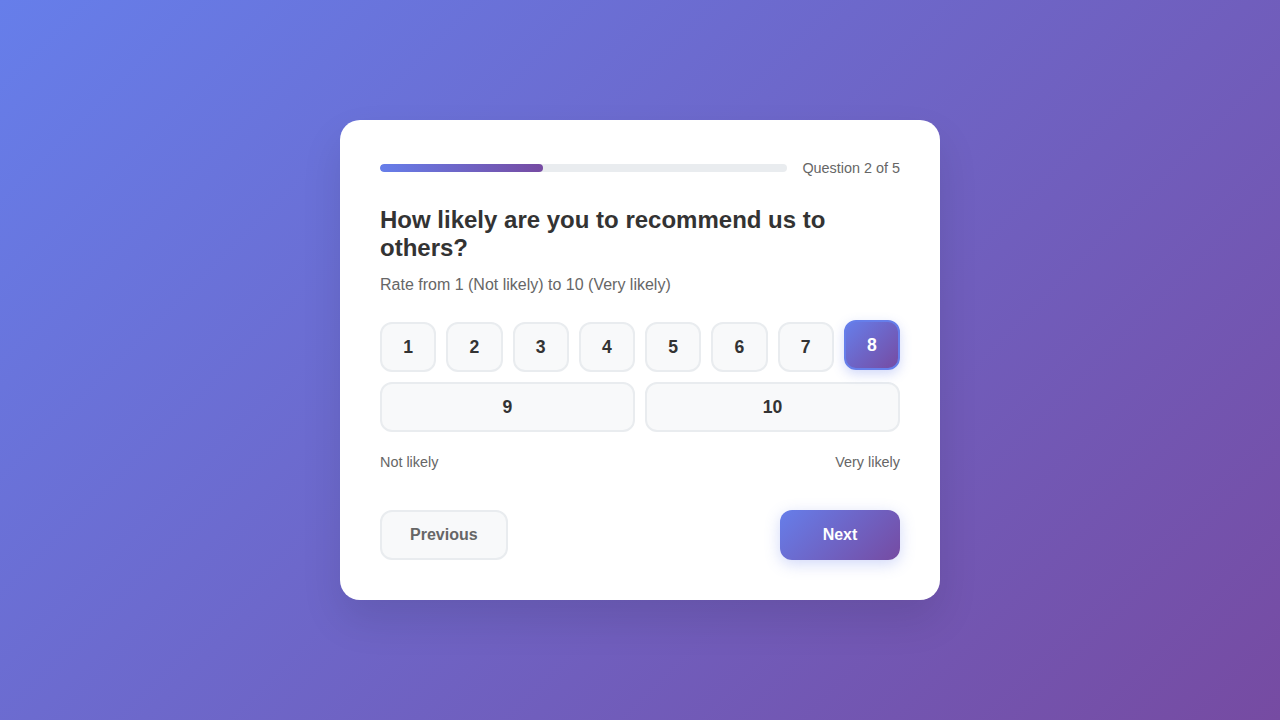 Question 2 of 5
How likely are you to recommend us to
others?
Rate from 1 (Not likely) to 10 (Very likely)
1 2 3 4 5 6 7 8
9 10
Not likely Very likely
Previous Next